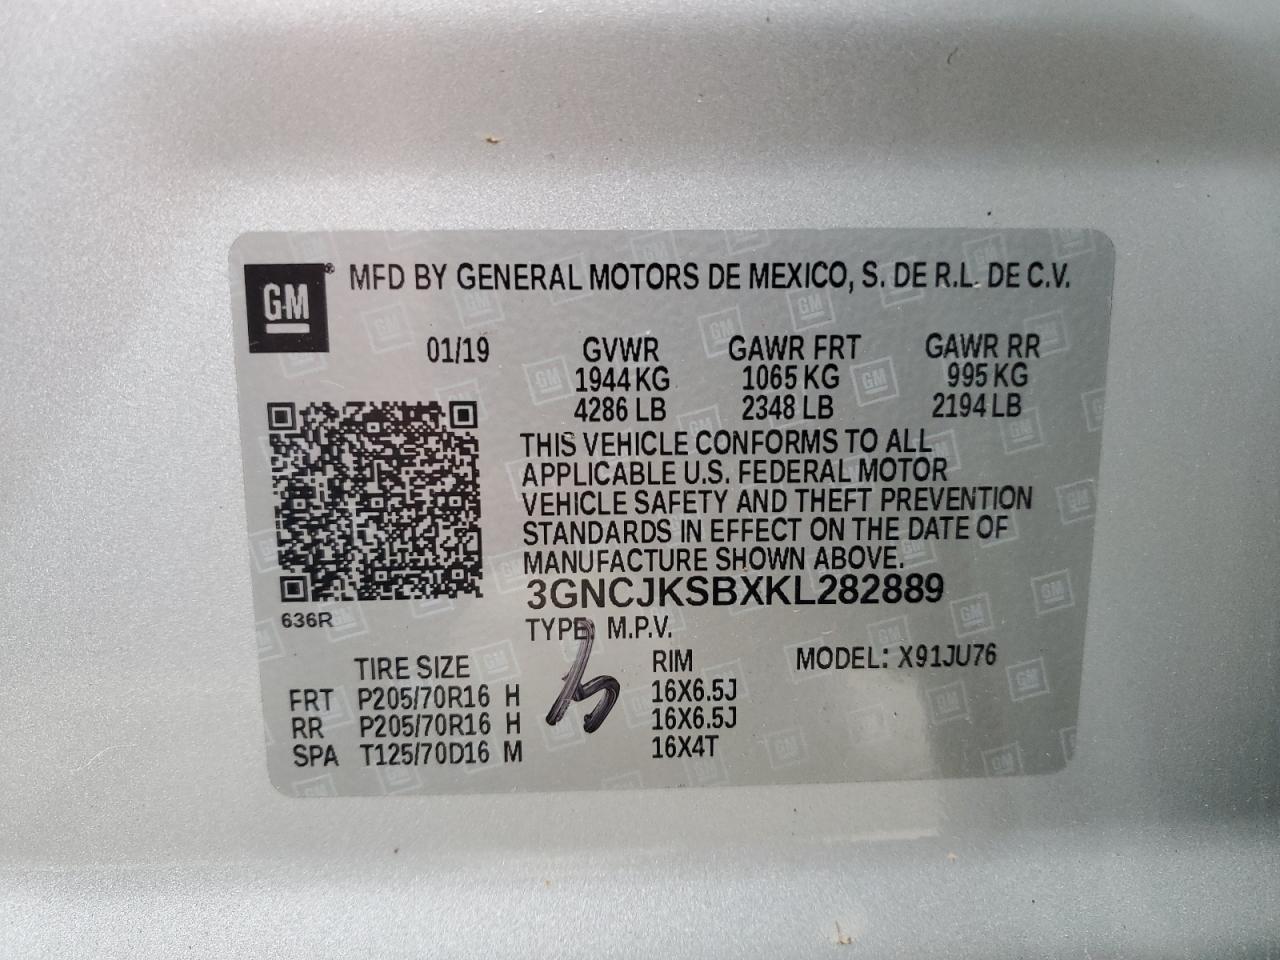 GM® MFD BY GENERAL MOTORS DE MEXICO, S. DE R.L. DE C.V.
01/19 GVWR GAWR FRT GAWR RR
1944 KG 1065 KG 995 KG
4286 LB 2348 LB 2194 LB
THIS VEHICLE CONFORMS TO ALL
APPLICABLE U.S. FEDERAL MOTOR
VEHICLE SAFETY AND THEFT PREVENTION
STANDARDS IN EFFECT ON THE DATE OF
MANUFACTURE SHOWN ABOVE.
3GNCJKSBXKL282889
636R
TYPE M.P.V.
TIRE SIZE RIM MODEL: X91JU76
FRT P205/70R16 H 16X6.5J
RR P205/70R16 H 16X6.5J
SPA T125/70D16 M 16X4T